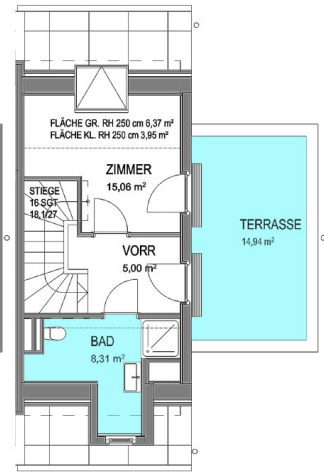 FLÄCHE GR. RH 250 cm 6,37 m²
FLÄCHE KL. RH 250 cm 3,95 m²
ZIMMER
15,06 m²
STIEGE
16 SGT
18,1/27
TERRASSE
14,94 m²
VORR
5,00 m²
BAD
8,31 m²